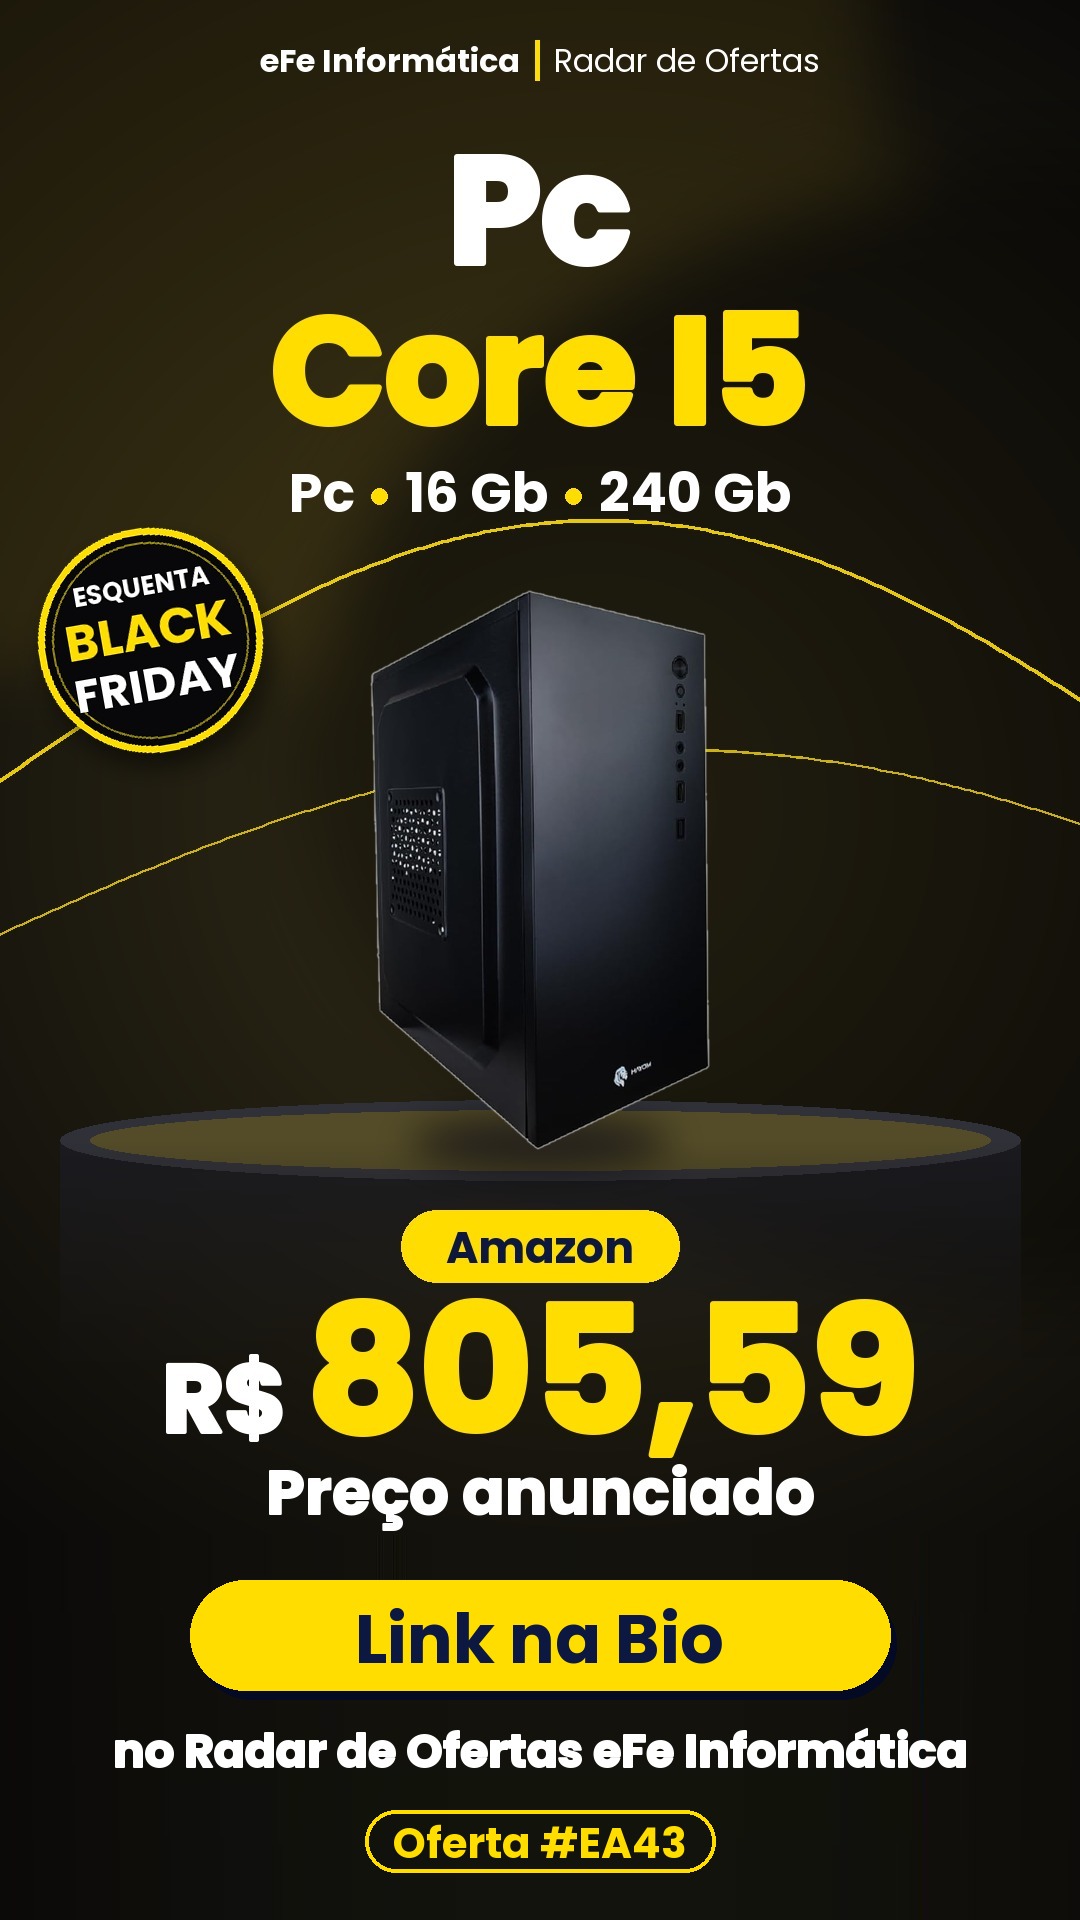 eFe Informática | Radar de Ofertas
Pc
Core I5
Pc • 16 Gb • 240 Gb
ESQUENTA
BLACK
FRIDAY
HAYOM
Amazon
R$ 805,59
Preço anunciado
Link na Bio
no Radar de Ofertas eFe Informática
Oferta #EA43